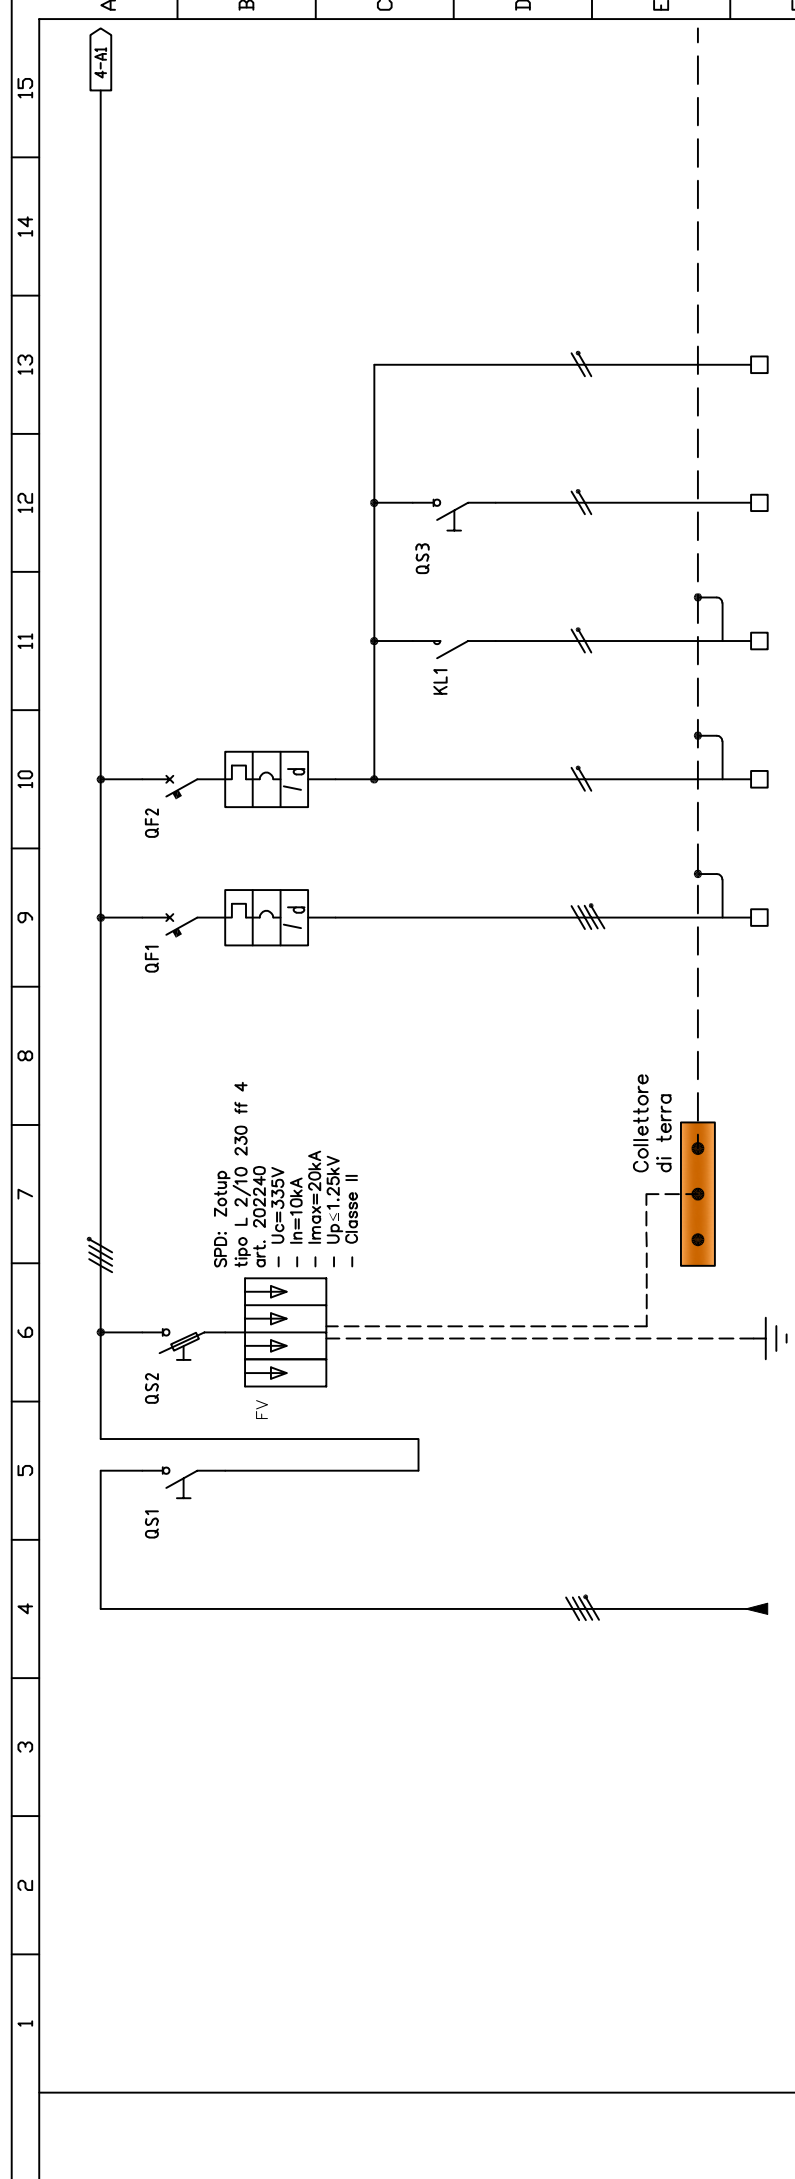 1
2
3
4
5
6
7
8
9
10
11
12
13
14
15
A
B
C
D
E
4-A1
QS1
QS2
FV
SPD: Zotup
tipo L 2/10 230 ff 4
art. 202240
- Uc=335V
- In=10kA
- Imax=20kA
- Up≤1.25kV
- Classe II
Collettore
di terra
QF1
/d
QF2
/d
KL1
QS3